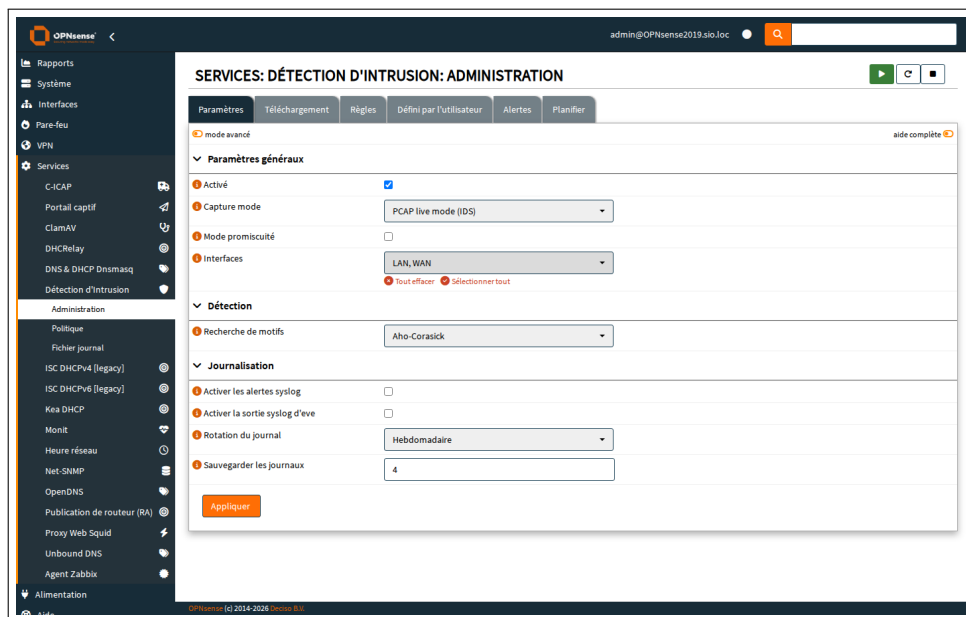 OPNsense
admin@OPNsense2019.sio.loc
Rapports
Système
Interfaces
Pare-feu
VPN
Services
C-ICAP
Portail captif
ClamAV
DHCRelay
DNS & DHCP Dnsmasq
Détection d'Intrusion
Administration
Politique
Fichier journal
ISC DHCPv4 [legacy]
ISC DHCPv6 [legacy]
Kea DHCP
Monit
Heure réseau
Net-SNMP
OpenDNS
Publication de routeur (RA)
Proxy Web Squid
Unbound DNS
Agent Zabbix
Alimentation
Aide
SERVICES: DÉTECTION D'INTRUSION: ADMINISTRATION
Paramètres Téléchargement Règles Défini par l'utilisateur Alertes Planifier
mode avancé aide complète
Paramètres généraux
Activé
Capture mode PCAP live mode (IDS)
Mode promiscuité
Interfaces LAN, WAN
Tout effacer Sélectionner tout
Détection
Recherche de motifs Aho-Corasick
Journalisation
Activer les alertes syslog
Activer la sortie syslog d'eve
Rotation du journal Hebdomadaire
Sauvegarder les journaux 4
Appliquer
OPNsense (c) 2014-2026 Deciso B.V.